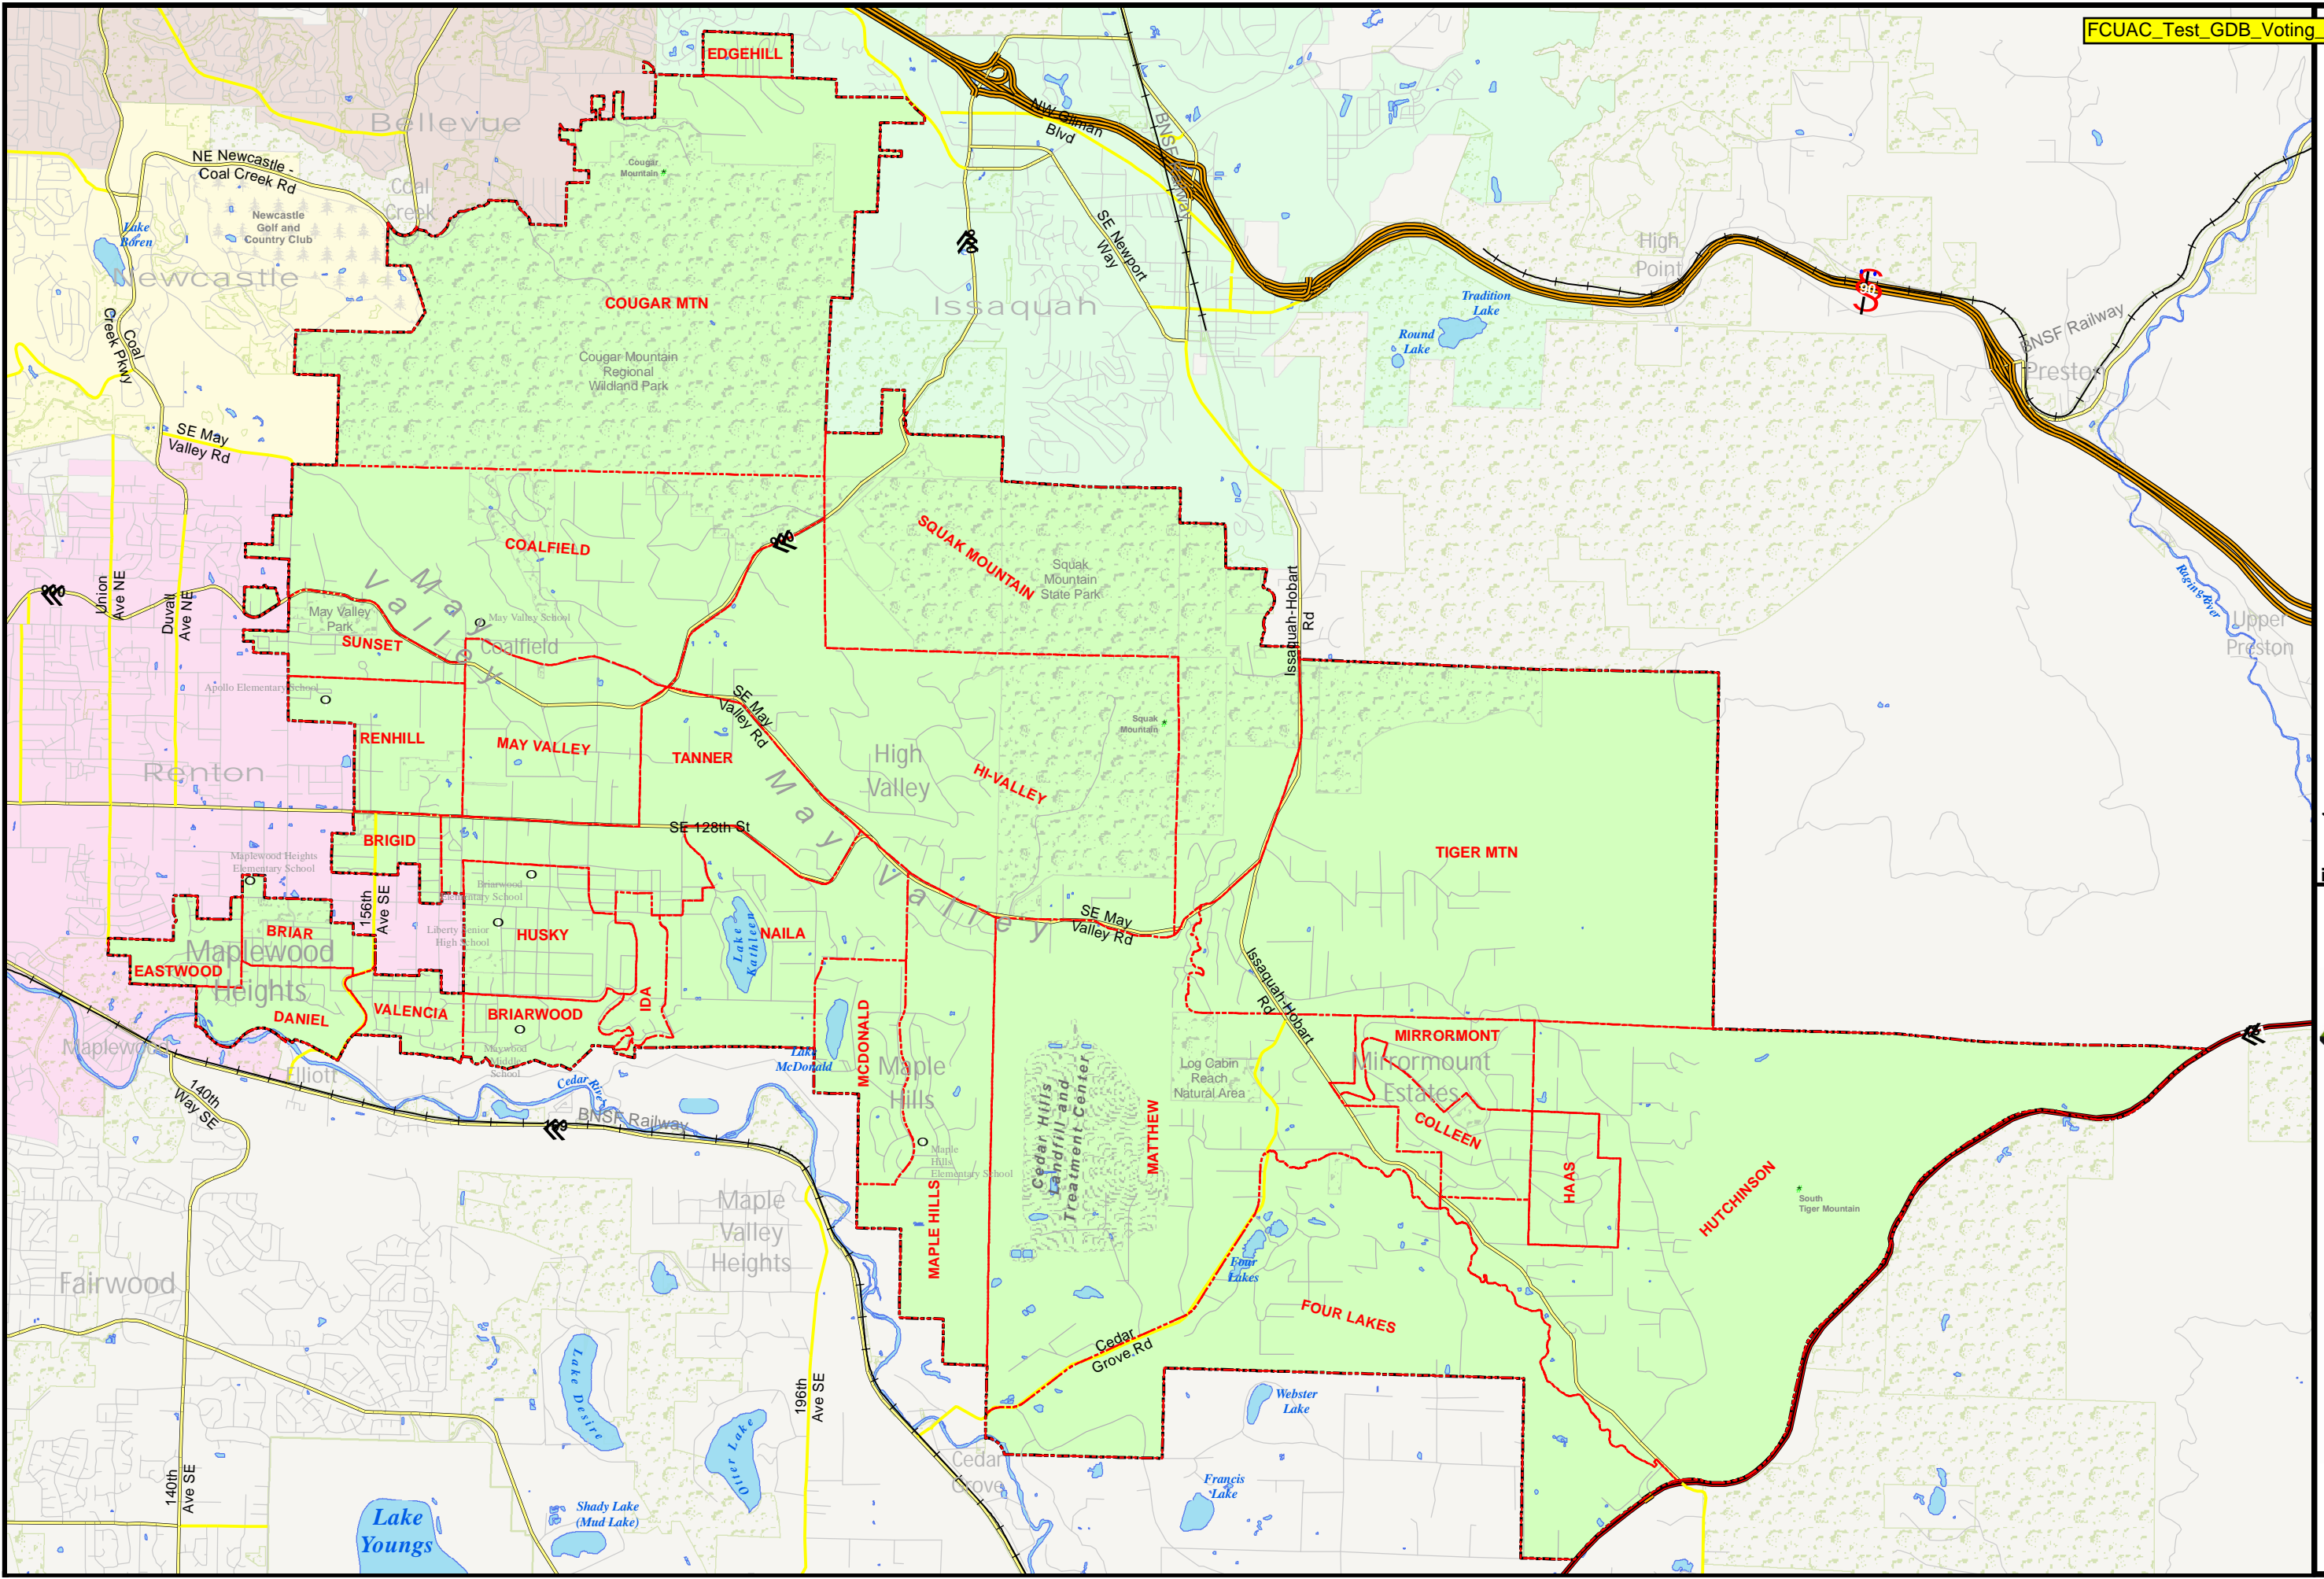 FCUAC_Test_GDB_Voting_
EDGEHILL
Bellevue
NW Gilman
Blvd
BNSF Railway
NE Newcastle -
Coal Creek Rd
Coal
Creek
Cougar
Mountain
Newcastle
Golf and
Country Club
Lake
Boren
Newcastle
SE Newport
Way
900
High
Point
90
COUGAR MTN
Issaquah
Tradition
Lake
Round
Lake
Coal
Creek Pkwy
Cougar Mountain
Regional
Wildland Park
BNSF Railway
Preston
SE May
Valley Rd
COALFIELD
900
SQUAK MOUNTAIN
Squak
Mountain
State Park
Issaquah-Hobart
Rd
Raging
River
Upper
Preston
900
Union
Ave NE
Duvall
Ave NE
May
Valley
May Valley
Park
May Valley School
SUNSET
Coalfield
Apollo Elementary School
RENHILL
MAY VALLEY
TANNER
SE May
Valley Rd
Squak
Mountain
High
Valley
HI-VALLEY
Renton
May Valley
SE 128th St
BRIGID
TIGER MTN
Maplewood Heights
Elementary School
Briarwood
Elementary School
156th
Ave SE
Liberty Senior
High School
HUSKY
BRIAR
Maplewood
Heights
EASTWOOD
Lake
Kathleen
NAILA
SE May
Valley Rd
Issaquah-Hobart
Rd
DANIEL
VALENCIA
BRIARWOOD
IDA
MCDONALD
MIRRORMONT
Mirrormount
Estates
Maplewood
Elliott
Maywood
Middle
School
Lake
McDonald
Maple
Hills
Cedar Hills
Landfill and
Treatment Center
Log Cabin
Reach
Natural Area
MATTHEW
COLLEEN
140th
Way SE
Cedar River
BNSF Railway
169
Maple
Hills
Elementary School
HAAS
HUTCHINSON
South
Tiger Mountain
MAPLE HILLS
Maple
Valley
Heights
Fairwood
Four
Lakes
FOUR LAKES
Cedar
Grove Rd
Lake Desire
196th
Ave SE
Webster
Lake
Otter Lake
Cedar
Grove
Francis
Lake
140th
Ave SE
Shady Lake
(Mud Lake)
Lake
Youngs